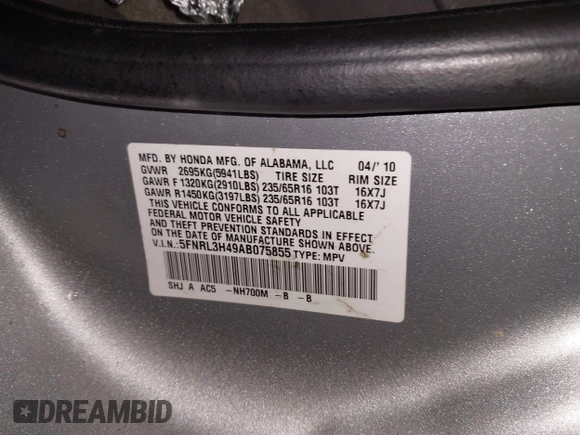 MFD. BY HONDA MFG. OF ALABAMA, LLC 04/' 10
GVWR 2695KG(5941LBS) TIRE SIZE RIM SIZE
GAWR F 1320KG(2910LBS) 235/65R16 103T 16X7J
GAWR R1450KG(3197LBS) 235/65R16 103T 16X7J
THIS VEHICLE CONFORMS TO ALL APPLICABLE
FEDERAL MOTOR VEHICLE SAFETY
AND THEFT PREVENTION STANDARDS IN EFFECT
ON THE DATE OF MANUFACTURE SHOWN ABOVE.
V.I.N.:5FNRL3H49AB075855 TYPE: MPV
SHJ A AC5 -NH700M -B -B
DREAMBID